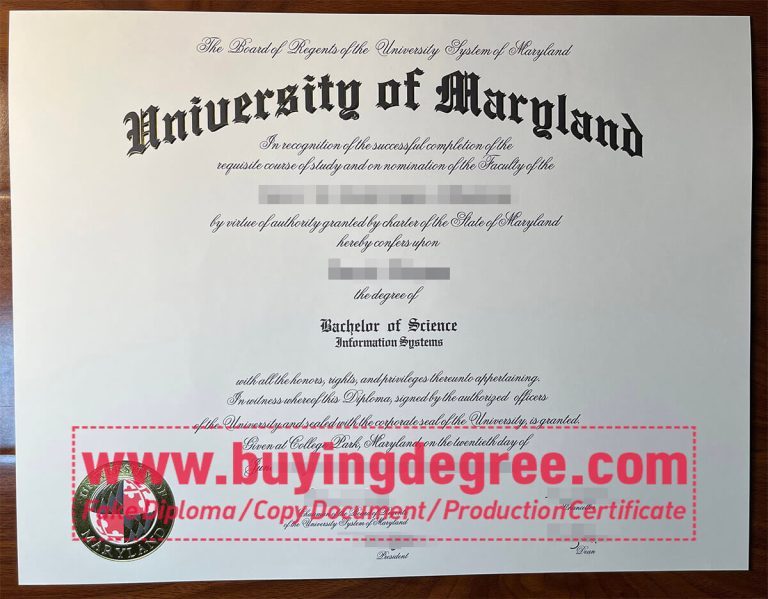 The Board of Regents of the University System of Maryland
University of Maryland
In recognition of the successful completion of the
requisite course of study and on nomination of the Faculty of the
by virtue of authority granted by charter of the State of Maryland
hereby confers upon
the degree of
Bachelor of Science
Information Systems
with all the honors, rights, and privileges thereunto appertaining.
In witness whereof this Diploma, signed by the authorized officers
of the University and sealed with the corporate seal of the University, is granted.
Given at College Park, Maryland on the twentieth day of
www.buyingdegree.com
Fake Diploma / Copy Document / Production Certificate
of the University System of Maryland
Chancellor
President
Dean
MARYLAND